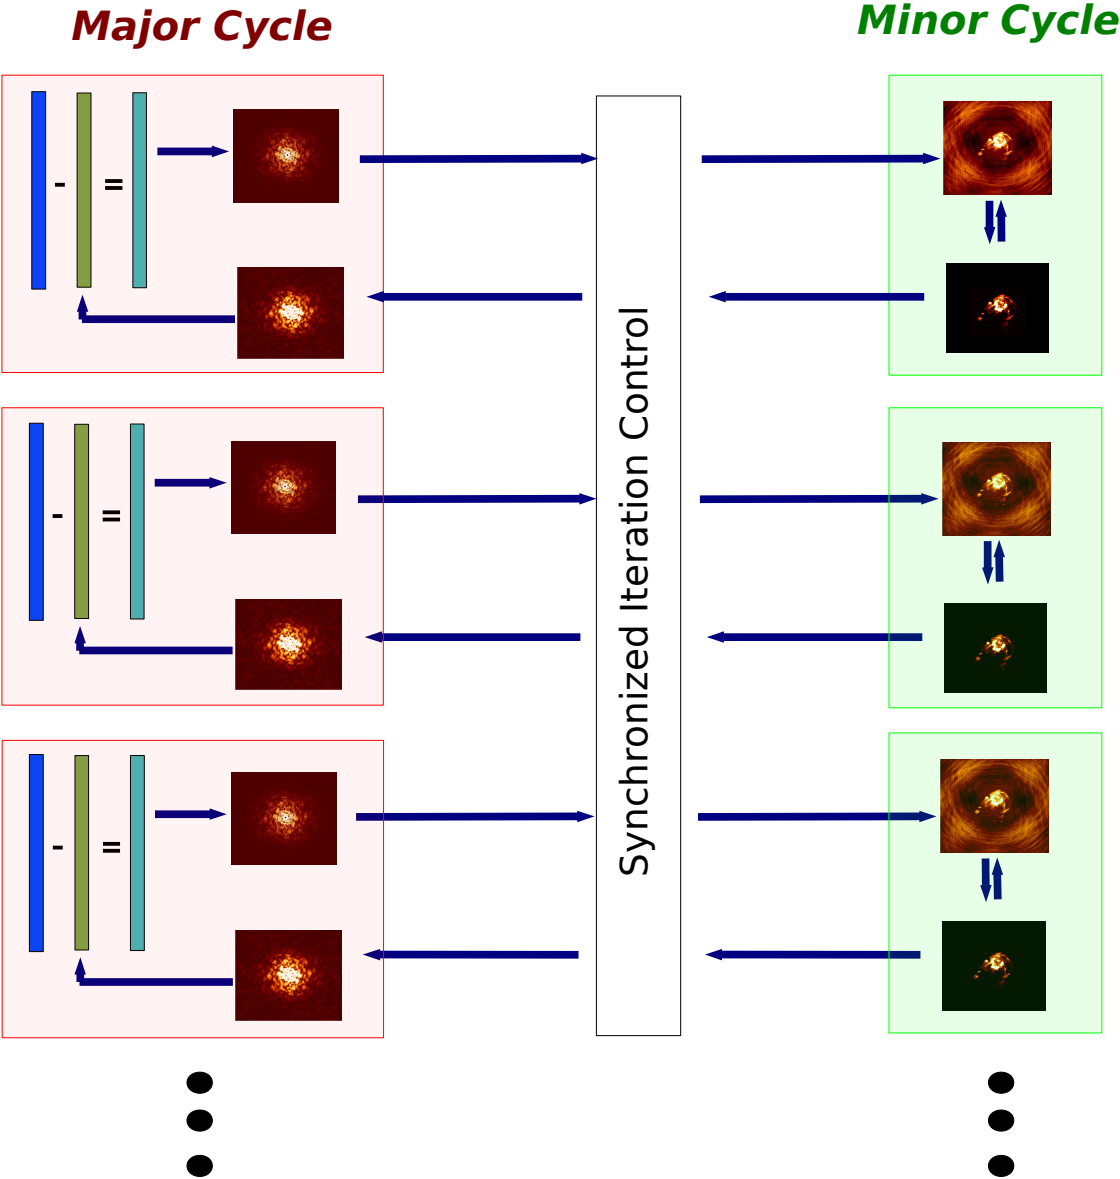 Major Cycle
Minor Cycle
- =
Synchronized Iteration Control
- =
- =